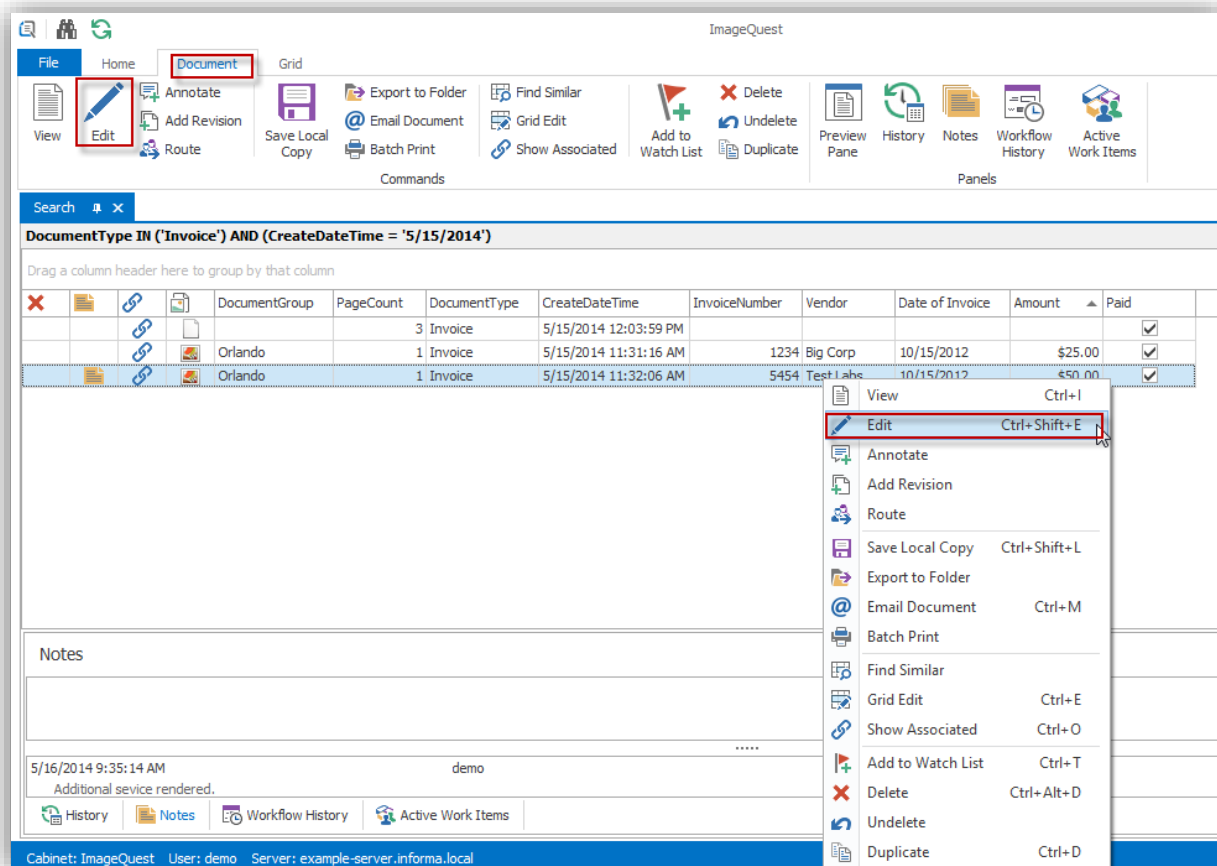 ImageQuest
File Home Document Grid
View
Edit
Annotate
Add Revision
Route
Save Local
Copy
Export to Folder
Email Document
Batch Print
Find Similar
Grid Edit
Show Associated
Add to
Watch List
Delete
Undelete
Duplicate
Commands
Preview
Pane
History
Notes
Workflow
History
Active
Work Items
Panels
Search
DocumentType IN ('Invoice') AND (CreateDateTime = '5/15/2014')
Drag a column header here to group by that column
DocumentGroup PageCount DocumentType CreateDateTime InvoiceNumber Vendor Date of Invoice Amount Paid
3 Invoice 5/15/2014 12:03:59 PM
Orlando 1 Invoice 5/15/2014 11:31:16 AM 1234 Big Corp 10/15/2012 $25.00
Orlando 1 Invoice 5/15/2014 11:32:06 AM 5454 Test Labs 10/15/2012 $50.00
View Ctrl+I
Edit Ctrl+Shift+E
Annotate
Add Revision
Route
Save Local Copy Ctrl+Shift+L
Export to Folder
Email Document Ctrl+M
Batch Print
Find Similar
Grid Edit Ctrl+E
Show Associated Ctrl+O
Add to Watch List Ctrl+T
Delete Ctrl+Alt+D
Undelete
Duplicate Ctrl+D
Notes
5/16/2014 9:35:14 AM demo
Additional sevice rendered.
History Notes Workflow History Active Work Items
Cabinet: ImageQuest User: demo Server: example-server.informa.local